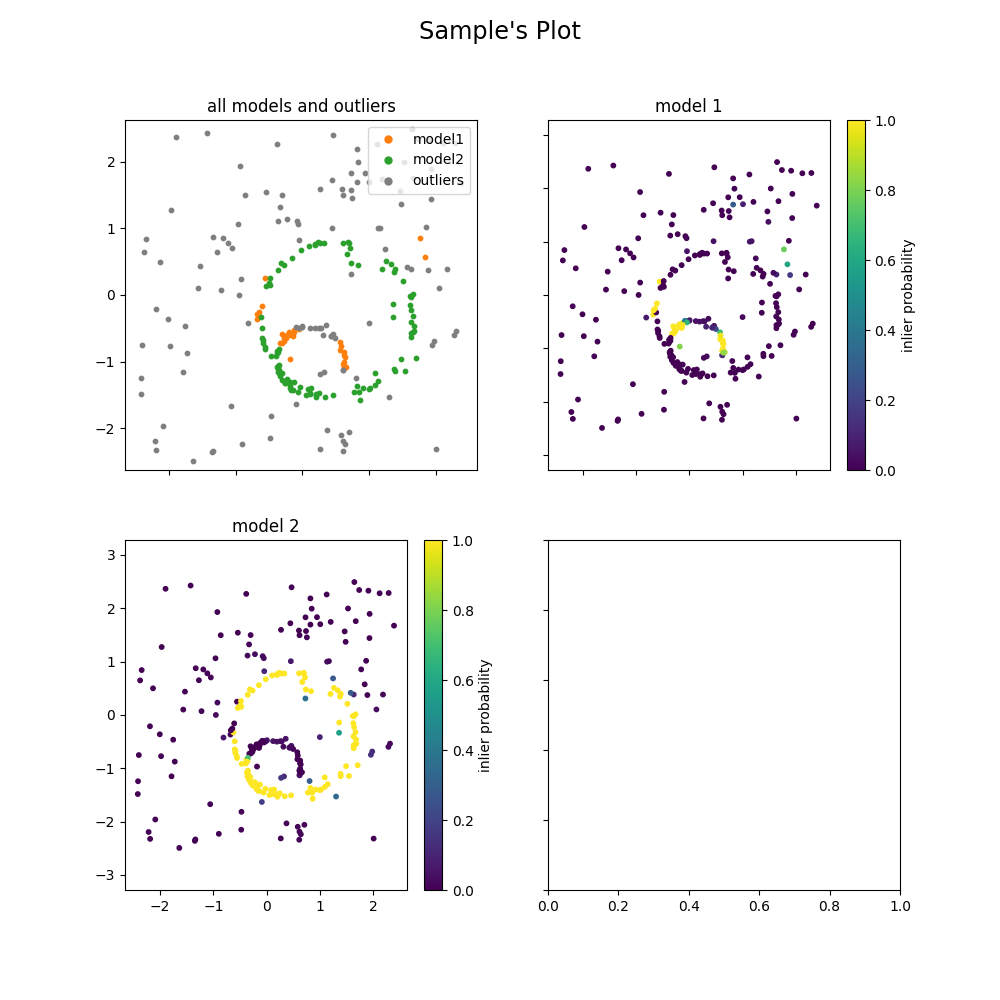 Sample's Plot
all models and outliers
model1
model2
outliers
2
1
0
−1
−2
model 1
1.0
0.8
0.6
0.4
0.2
0.0
inlier probability
model 2
3
2
1
0
−1
−2
−3
−2 −1 0 1 2
1.0
0.8
0.6
0.4
0.2
0.0
inlier probability
0.0 0.2 0.4 0.6 0.8 1.0